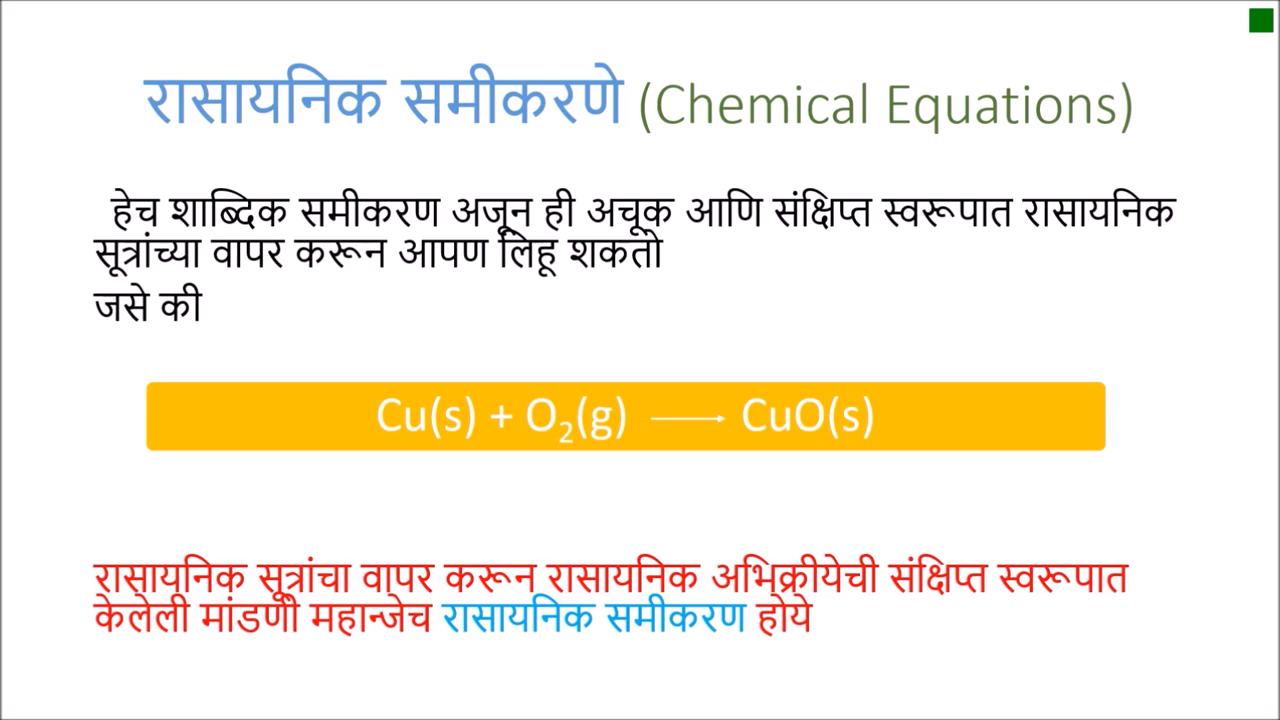 रासायनिक समीकरणे (Chemical Equations)
हेच शाब्दिक समीकरण अजून ही अचूक आणि संक्षिप्त स्वरूपात रासायनिक
सूत्रांच्या वापर करून आपण लिहू शकतो
जसे की
Cu(s) + O₂(g) ⟶ CuO(s)
रासायनिक सूत्रांचा वापर करून रासायनिक अभिक्रीयेची संक्षिप्त स्वरूपात
केलेली मांडणी महान्जेच रासायनिक समीकरण होये